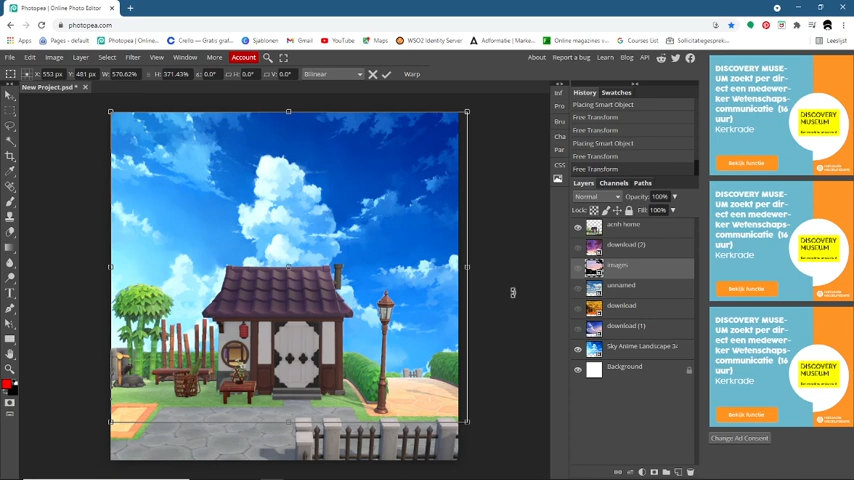 Photopea | Online Photo Editor
photopea.com
Apps
Pages - default
Photopea | Online...
Crello — Gratis graf...
Sjablonen
Gmail
YouTube
Maps
WSO2 Identity Server
Adformatie - Market...
Online magazines v...
Course Lists
Sollicitatiegesprek...
Leeslijst
File Edit Image Layer Select Filter View Window More Account
About Report a bug Learn Blog API
X: 553 px Y: 481 px W: 570.62% H: 371.43% 0.0° H: 0.0° V: 0.0° Bilinear Warp
New Project.psd *
Inf
Pro
Bru
Cha
Par
CSS
History Swatches
Placing Smart Object
Free Transform
Free Transform
Placing Smart Object
Free Transform
Free Transform
Layers Channels Paths
Normal Opacity: 100%
Lock: Fill: 100%
acnh home
download (2)
images
unnamed
download
download (1)
Sky Anime Landscape
Background
DISCOVERY MUSE-
UM zoekt per dir-
ect een medewer-
ker Wetenschaps-
communicatie (16
uur)
Kerkrade
DISCOVERY
MUSEUM
Bekijk functie
DISCOVERY MUSE-
UM zoekt per dir-
ect een medewer-
ker Wetenschaps-
communicatie (16
uur)
Kerkrade
DISCOVERY
MUSEUM
Bekijk functie
DISCOVERY MUSE-
UM zoekt per dir-
ect een medewer-
ker Wetenschaps-
communicatie (16
uur)
Kerkrade
DISCOVERY
MUSEUM
Bekijk functie
Change Ad Consent